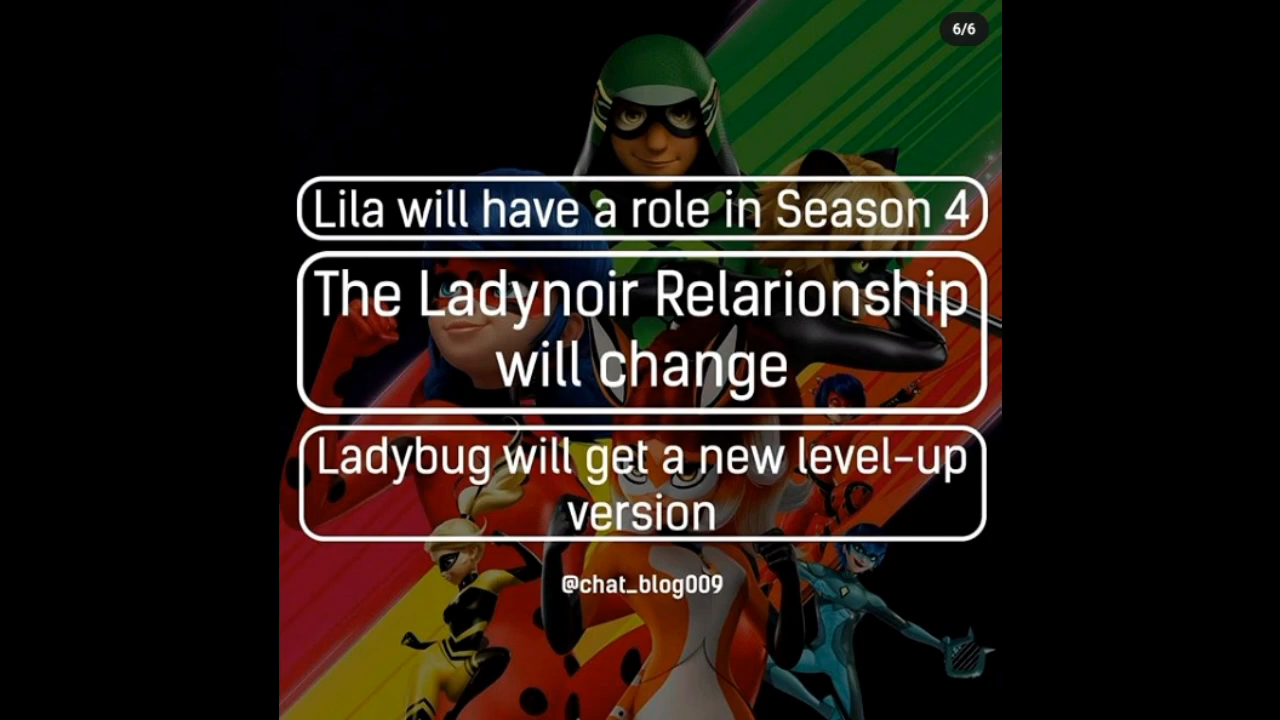 6/6
Lila will have a role in Season 4
The Ladynoir Relarionship
will change
Ladybug will get a new level-up
version
@chat_blog009